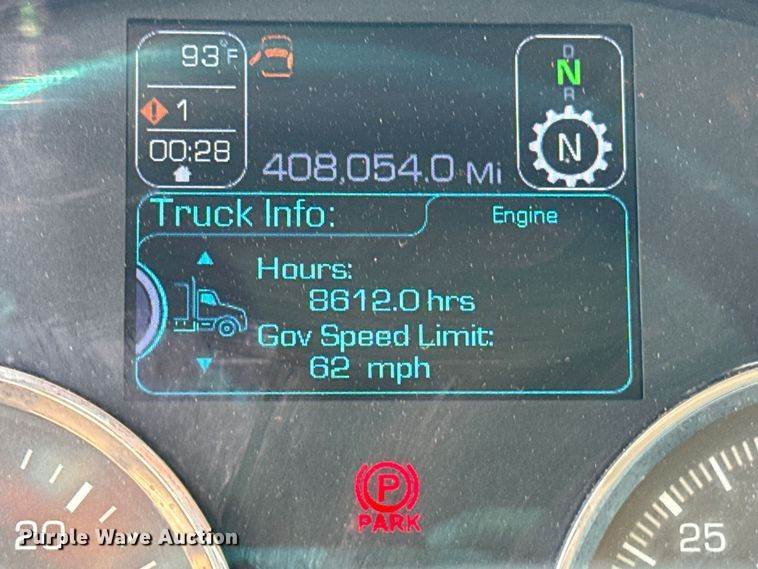 93°F
D
N
R
1
00:28
408,054.0 Mi
N
Truck Info:
Engine
Hours:
8612.0 hrs
Gov Speed Limit:
62 mph
P
PARK
20
25
Purple Wave Auction